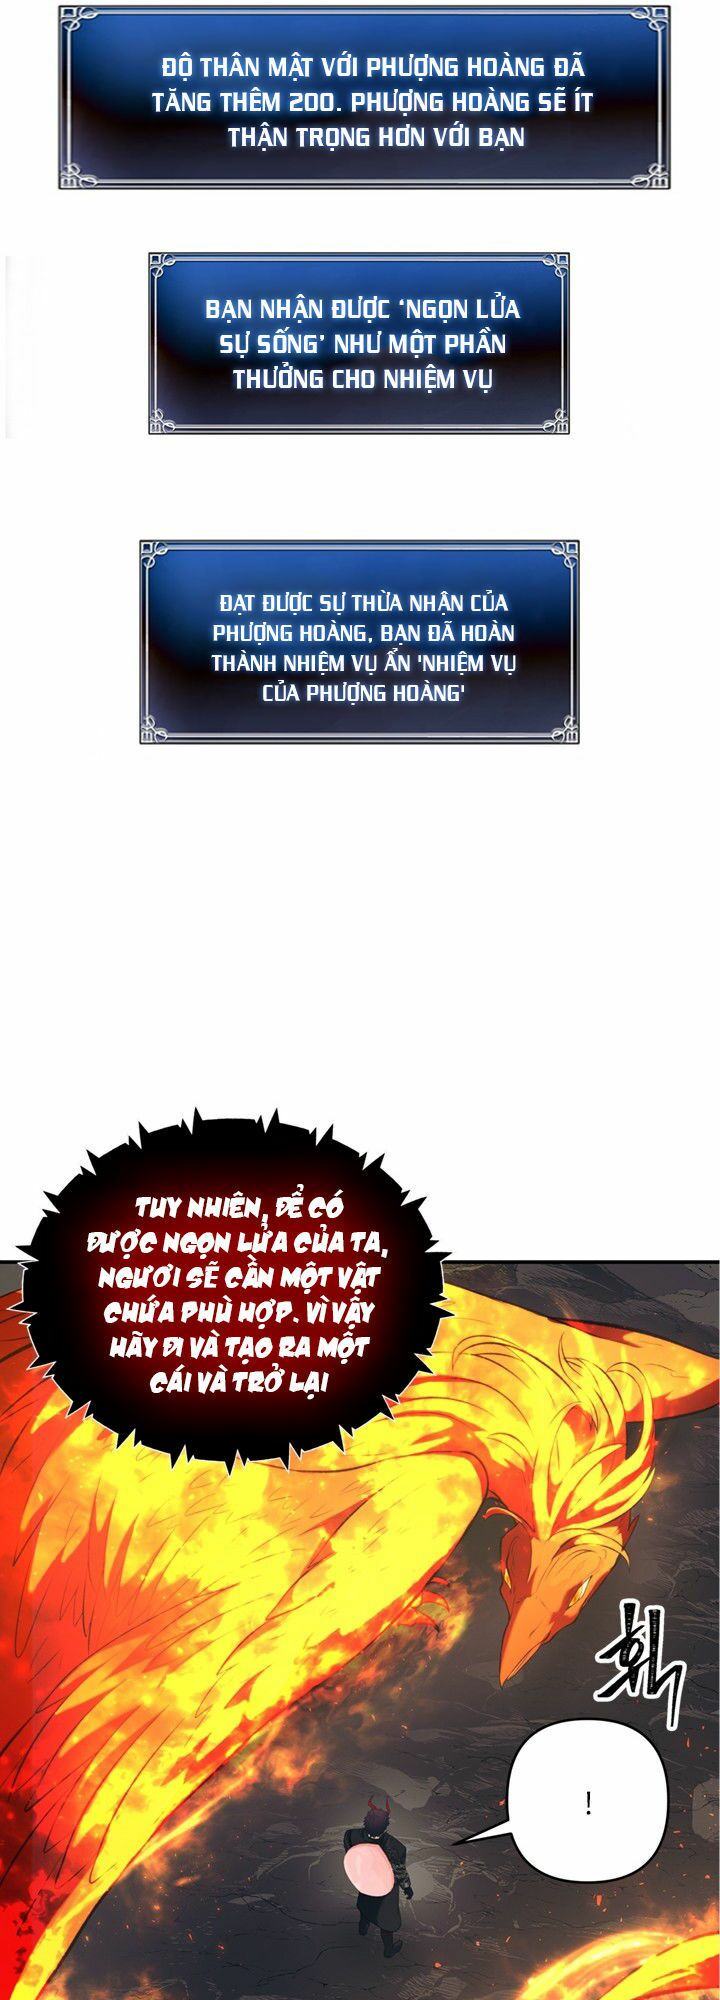 ĐỘ THÂN MẬT VỚI PHƯỢNG HOÀNG ĐÃ
TĂNG THÊM 200. PHƯỢNG HOÀNG SẼ ÍT
THẬN TRỌNG HƠN VỚI BẠN
BẠN NHẬN ĐƯỢC ‘NGỌN LỬA
SỰ SỐNG’ NHƯ MỘT PHẦN
THƯỞNG CHO NHIỆM VỤ
ĐẠT ĐƯỢC SỰ THỪA NHẬN CỦA
PHƯỢNG HOÀNG, BẠN ĐÃ HOÀN
THÀNH NHIỆM VỤ ẨN 'NHIỆM VỤ
CỦA PHƯỢNG HOÀNG'
TUY NHIÊN, ĐỂ CÓ
ĐƯỢC NGỌN LỬA CỦA TA,
NGƯƠI SẼ CẦN MỘT VẬT
CHỨA PHÙ HỢP. VÌ VẬY
HÃY ĐI VÀ TẠO RA MỘT
CÁI VÀ TRỞ LẠI
홱
!